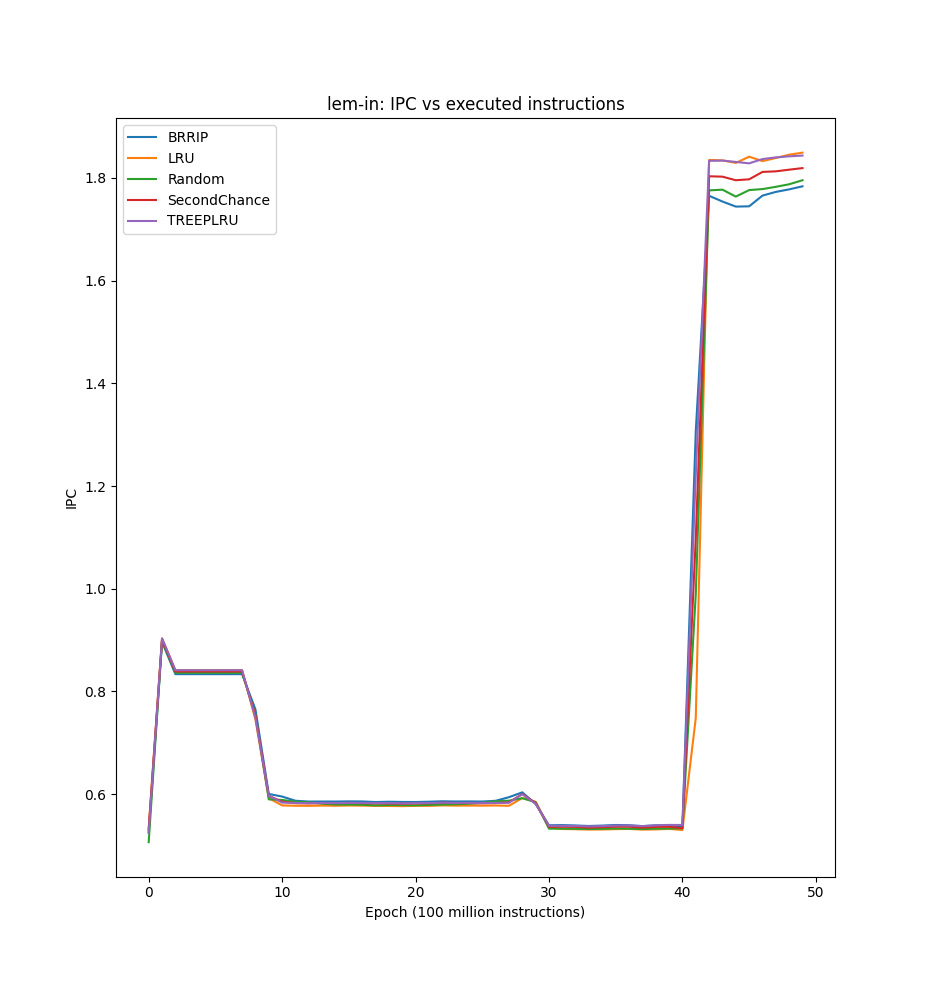 lem-in: IPC vs executed instructions
BRRIP
LRU
Random
SecondChance
TREEPLRU
1.8
1.6
1.4
1.2
1.0
0.8
0.6
IPC
0 10 20 30 40 50
Epoch (100 million instructions)